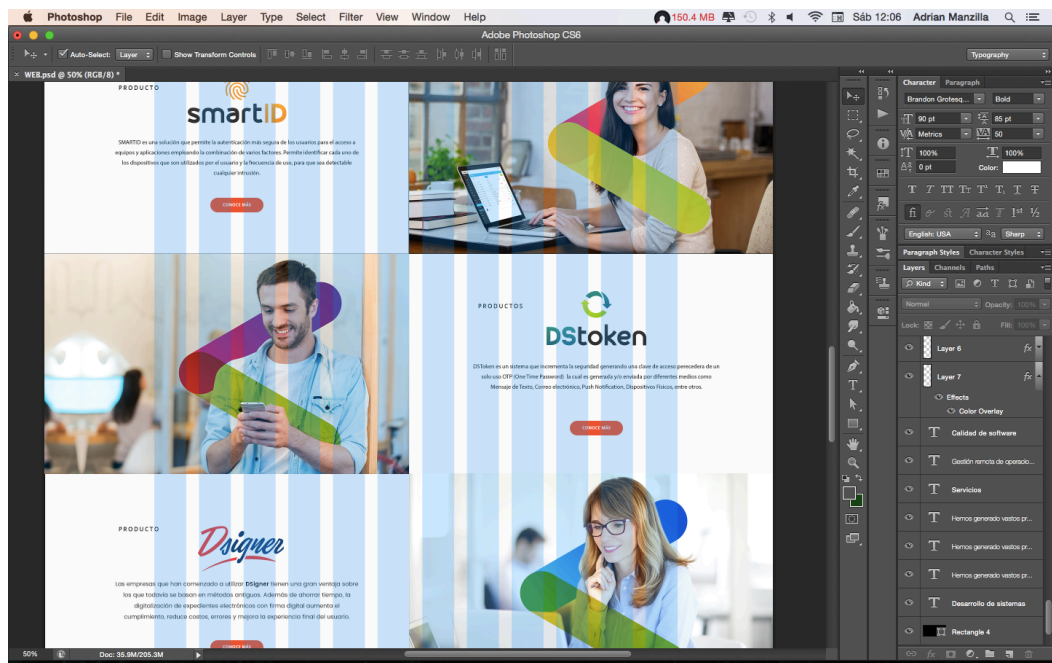 Photoshop File Edit Image Layer Type Select Filter View Window Help 150.4 MB Sáb 12:06 Adrian Manzilla
Adobe Photoshop CS6
Auto-Select: Layer Show Transform Controls Typography
WEB.psd @ 50% (RGB/8) *
PRODUCTO
smartID
SMARTID es una solución que permite la autenticación más segura de los usuarios para el acceso a
equipos y aplicaciones empleando la combinación de varios factores. Permite identificar cada uno de
los dispositivos que son utilizados por el usuario y la frecuencia de uso, para que sea detectable
cualquier intrusión.
CONOCE MÁS
PRODUCTOS
DStoken
DSToken es un sistema que incrementa la seguridad generando una clave de acceso perecedera de un
solo uso OTP (One Time Password) la cual es generada y/o enviada por diferentes medios como
Mensaje de Texto, Correo electrónico, Push Notification, Dispositivos Físicos, entre otros.
CONOCE MÁS
PRODUCTO
Dsigner
Las empresas que han comenzado a utilizar DSigner tienen una gran ventaja sobre
las que todavía se basan en métodos antiguos. Además de ahorrar tiempo, la
digitalización de expedientes electrónicos con firma digital aumenta el
cumplimiento, reduce costos, errores y mejora la experiencia final del usuario.
CONOCE MÁS
50% Doc: 35.9M/205.3M
Character Paragraph
Brandon Grotesq... Bold
90 pt 85 pt
Metrics 50
100% 100%
0 pt Color:
English: USA Sharp
Paragraph Styles Character Styles
Layers Channels Paths
Kind
Normal Opacity: 100%
Lock: Fill: 100%
Layer 6 fx
Layer 7 fx
Effects
Color Overlay
Calidad de software
Gestión remota de operacio...
Servicios
Hemos generado vastos pr...
Hemos generado vastos pr...
Hemos generado vastos pr...
Desarrollo de sistemas
Rectangle 4